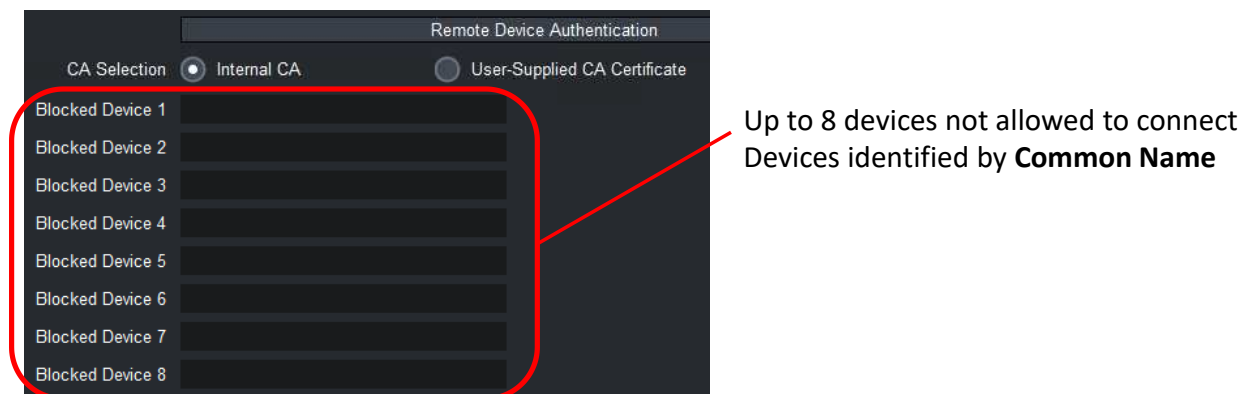 Remote Device Authentication
CA Selection Internal CA User-Supplied CA Certificate
Blocked Device 1
Up to 8 devices not allowed to connect
Blocked Device 2
Devices identified by Common Name
Blocked Device 3
Blocked Device 4
Blocked Device 5
Blocked Device 6
Blocked Device 7
Blocked Device 8